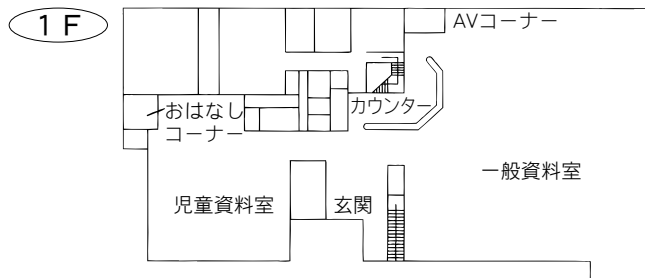 1F
AVコーナー
おはなし
コーナー
カウンター
一般資料室
児童資料室
玄関